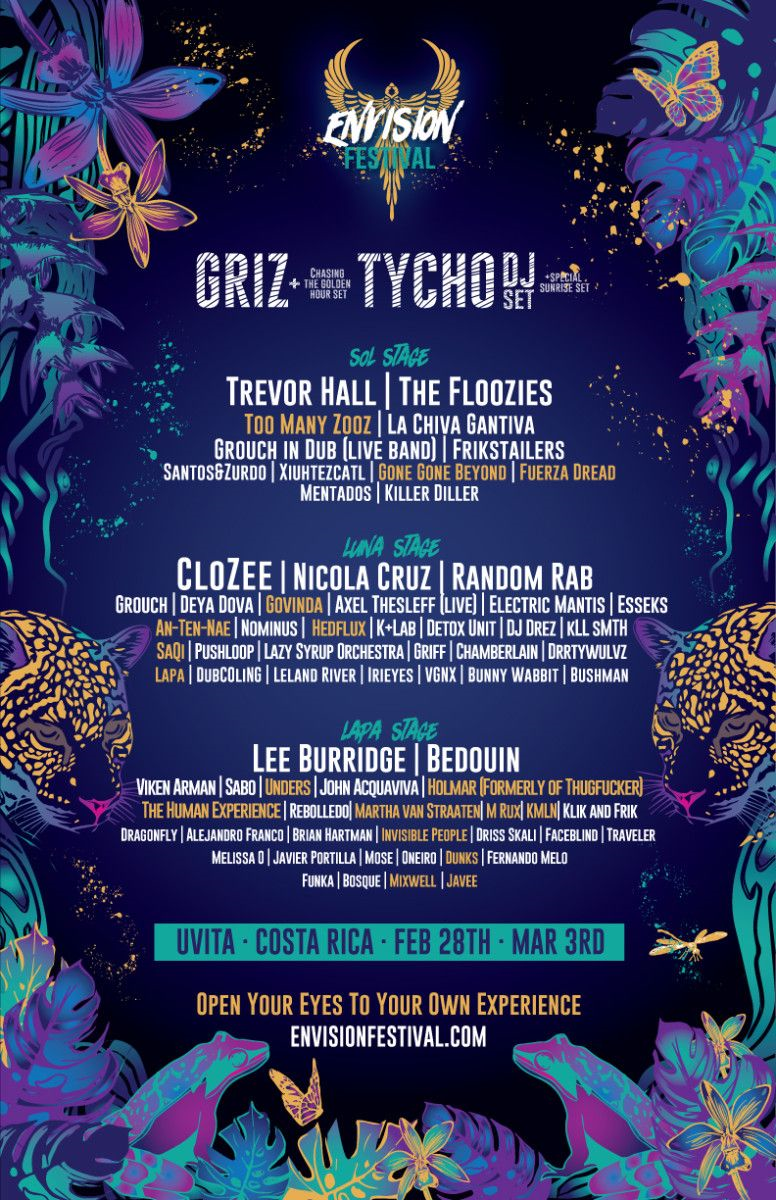 ENVISION
FESTIVAL
GRIZ + CHASING THE GOLDEN HOUR SET TYCHO DJ SET + SPECIAL SUNRISE SET
SOL STAGE
TREVOR HALL | THE FLOOZIES
TOO MANY ZOOZ | LA CHIVA GANTIVA
GROUCH IN DUB (LIVE BAND) | FRIKSTAILERS
SANTOS&ZURDO | XIUHTEZCATL | GONE GONE BEYOND | FUERZA DREAD
MENTADOS | KILLER DILLER
LUNA STAGE
CLOZEE | NICOLA CRUZ | RANDOM RAB
GROUCH | DEYA DOVA | GOVINDA | AXEL THESLEFF (LIVE) | ELECTRIC MANTIS | ESSEKS
AN-TEN-NAE | NOMINUS | HEDFLUX | K+LAB | DETOX UNIT | DJ DREZ | kLL sMTH
SAQI | PUSHLOOP | LAZY SYRUP ORCHESTRA | GRIFF | CHAMBERLAIN | DRRTYWULVZ
LAPA | DUBCOLING | LELAND RIVER | IRIEYES | VGNX | BUNNY WABBIT | BUSHMAN
LAPA STAGE
LEE BURRIDGE | BEDOUIN
VIKEN ARMAN | SABO | UNDERS | JOHN ACQUAVIVA | HOLMAR (FORMERLY OF THUGFUCKER)
THE HUMAN EXPERIENCE | REBOLLEDO | MARTHA VAN STRAATEN | M RUX | KMLN | KLIK AND FRIK
DRAGONFLY | ALEJANDRO FRANCO | BRIAN HARTMAN | INVISIBLE PEOPLE | DRISS SKALI | FACEBLIND | TRAVELER
MELISSA O | JAVIER PORTILLA | MOSE | ONEIRO | DUNKS | FERNANDO MELO
FUNKA | BOSQUE | MIXWELL | JAVEE
UVITA · COSTA RICA · FEB 28TH · MAR 3RD
OPEN YOUR EYES TO YOUR OWN EXPERIENCE
ENVISIONFESTIVAL.COM